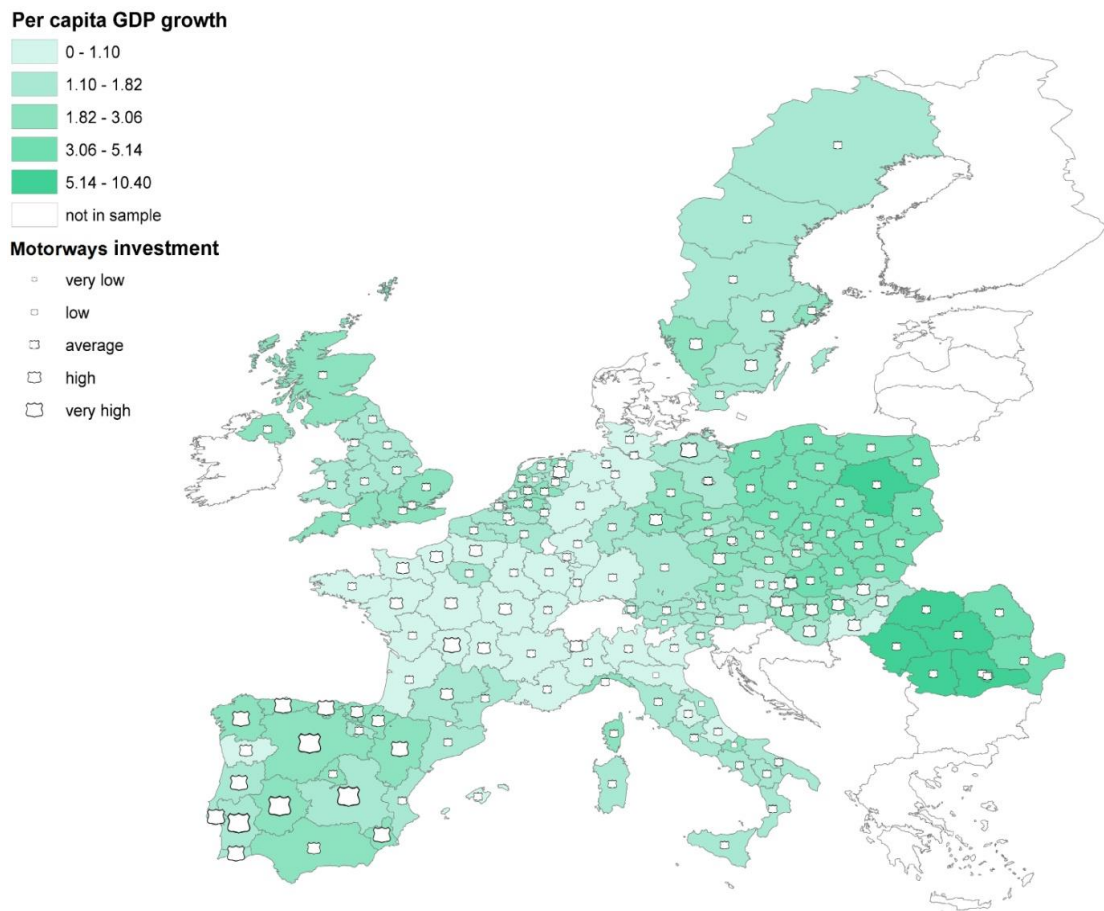 Per capita GDP growth
0 - 1.10
1.10 - 1.82
1.82 - 3.06
3.06 - 5.14
5.14 - 10.40
not in sample
Motorways investment
very low
low
average
high
very high